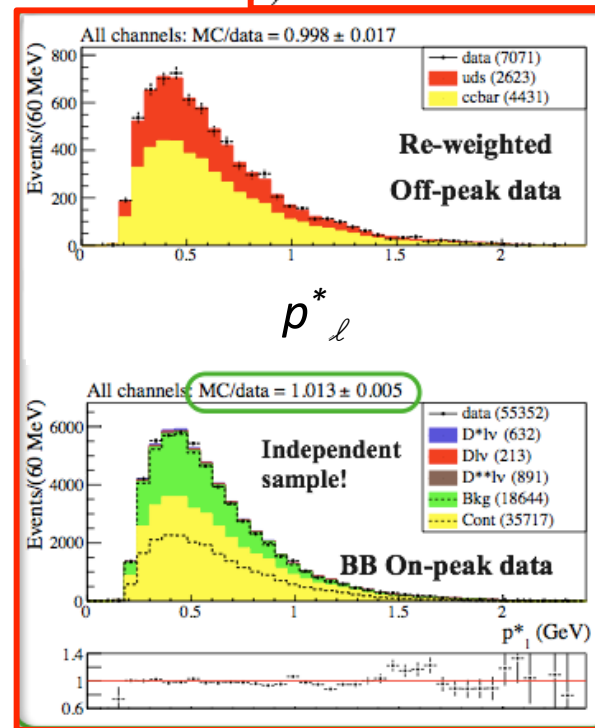 )
All channels: MC/data = 0.998 ± 0.017
Events/(60 MeV)
800
600
400
200
0
data (7071)
uds (2623)
ccbar (4431)
Re-weighted
Off-peak data
0 0.5 1 1.5 2
p*ℓ
All channels: MC/data = 1.013 ± 0.005
Events/(60 MeV)
6000
4000
2000
0
Independent
sample!
data (55352)
D*lν (632)
Dlν (213)
D**lν (891)
Bkg (18644)
Cont (35717)
BB On-peak data
0 0.5 1.0 1.5 2
p*l (GeV)
1.4
1
0.6